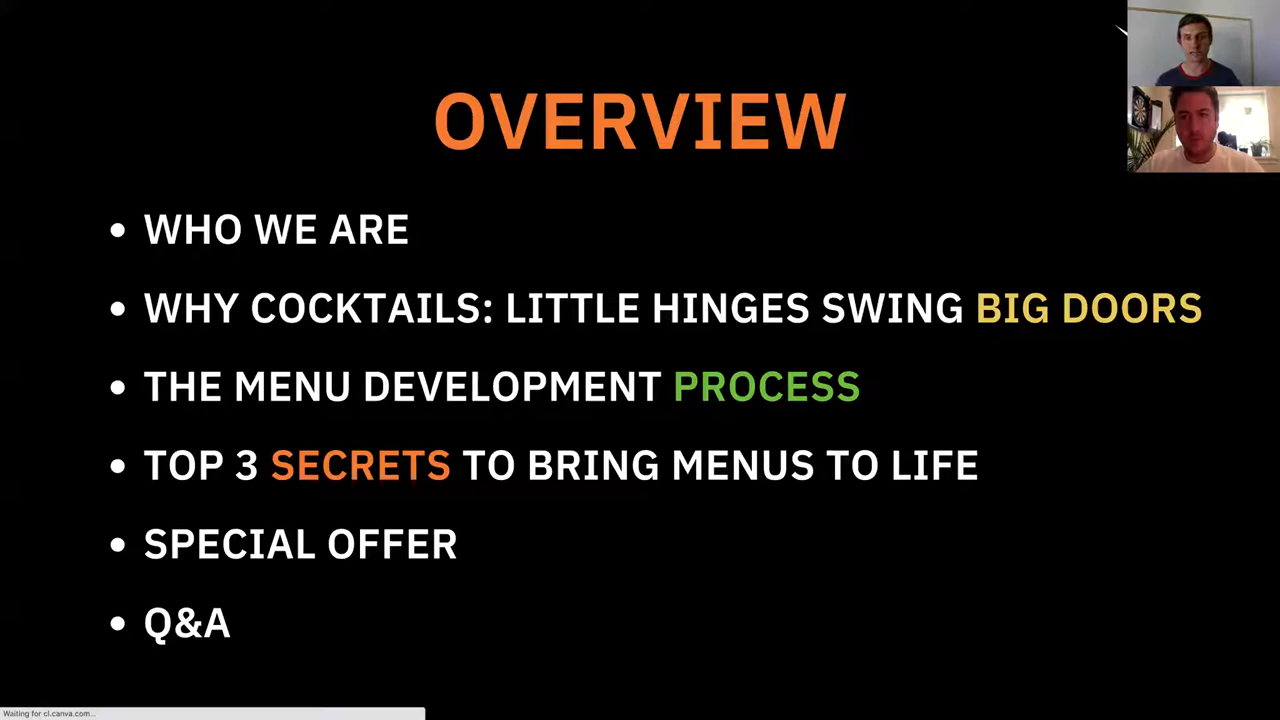 OVERVIEW
WHO WE ARE
WHY COCKTAILS: LITTLE HINGES SWING BIG DOORS
THE MENU DEVELOPMENT PROCESS
TOP 3 SECRETS TO BRING MENUS TO LIFE
SPECIAL OFFER
Q&A
Waiting for cl.canva.com...